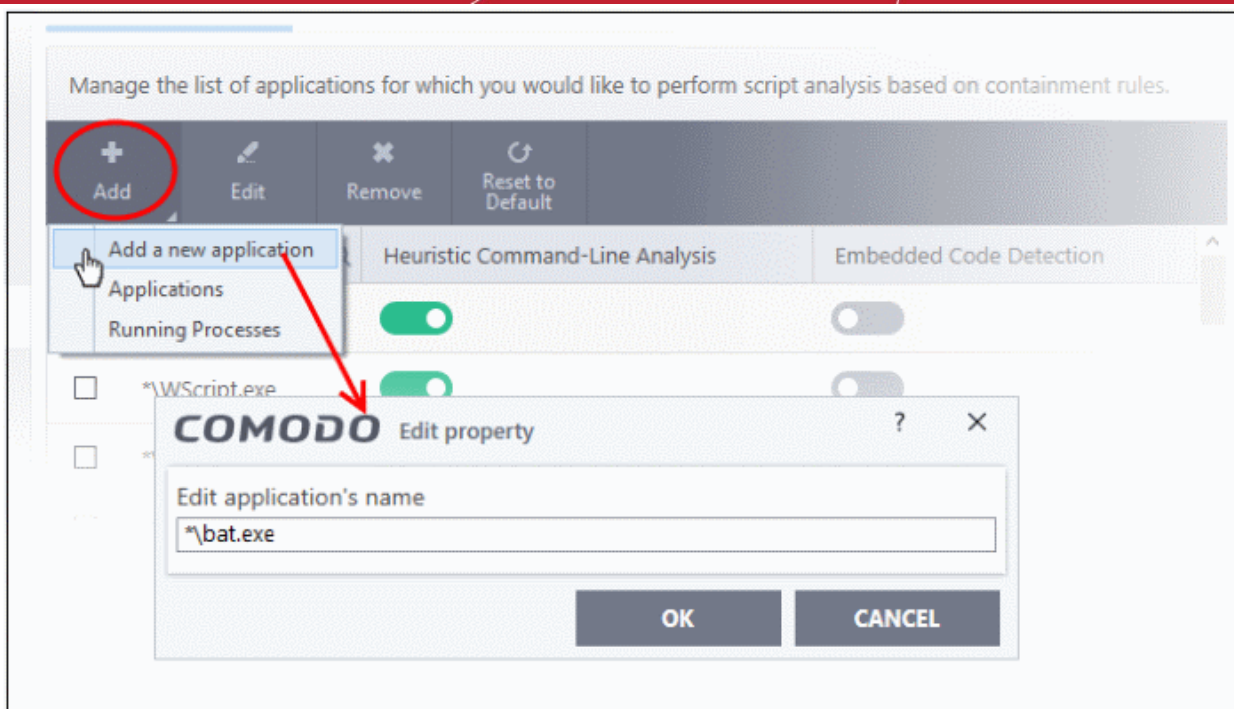 Manage the list of applications for which you would like to perform script analysis based on containment rules.
Add
Edit
Remove
Reset to
Default
Add a new application
Applications
Running Processes
Heuristic Command-Line Analysis
Embedded Code Detection
*\WScript.exe
COMODO Edit property
?
Edit application's name
*\bat.exe
OK
CANCEL